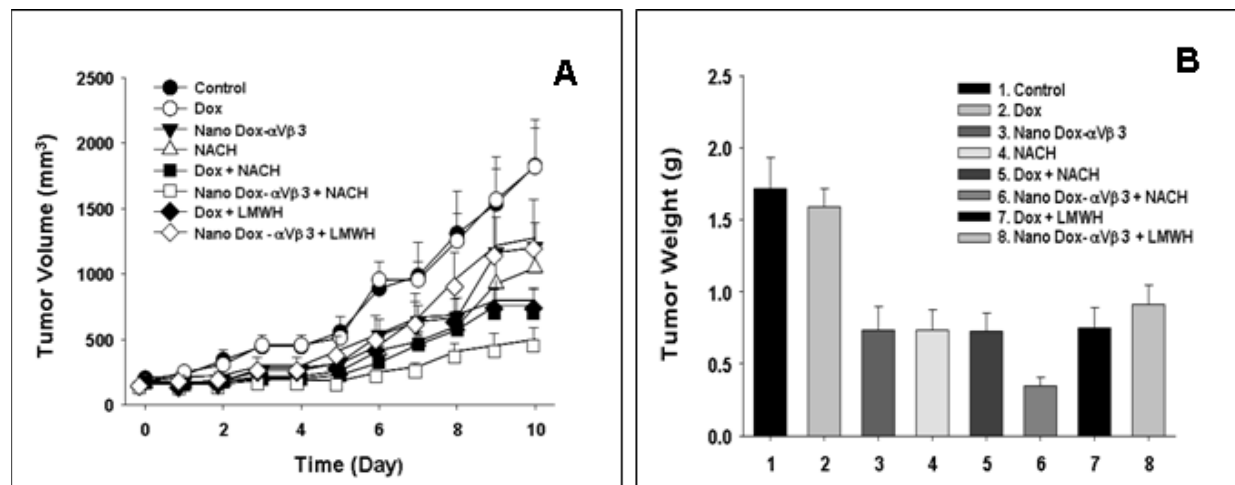 A
Tumor Volume (mm³)
2500
2000
1500
1000
500
0
Control
Dox
Nano Dox-αVβ3
NACH
Dox + NACH
Nano Dox- αVβ3 + NACH
Dox + LMWH
Nano Dox - αVβ3 + LMWH
0 2 4 6 8 10
Time (Day)
B
Tumor Weight (g)
2.5
2.0
1.5
1.0
0.5
0.0
1. Control
2. Dox
3. Nano Dox-αVβ3
4. NACH
5. Dox + NACH
6. Nano Dox- αVβ3 + NACH
7. Dox + LMWH
8. Nano Dox- αVβ3 + LMWH
1 2 3 4 5 6 7 8